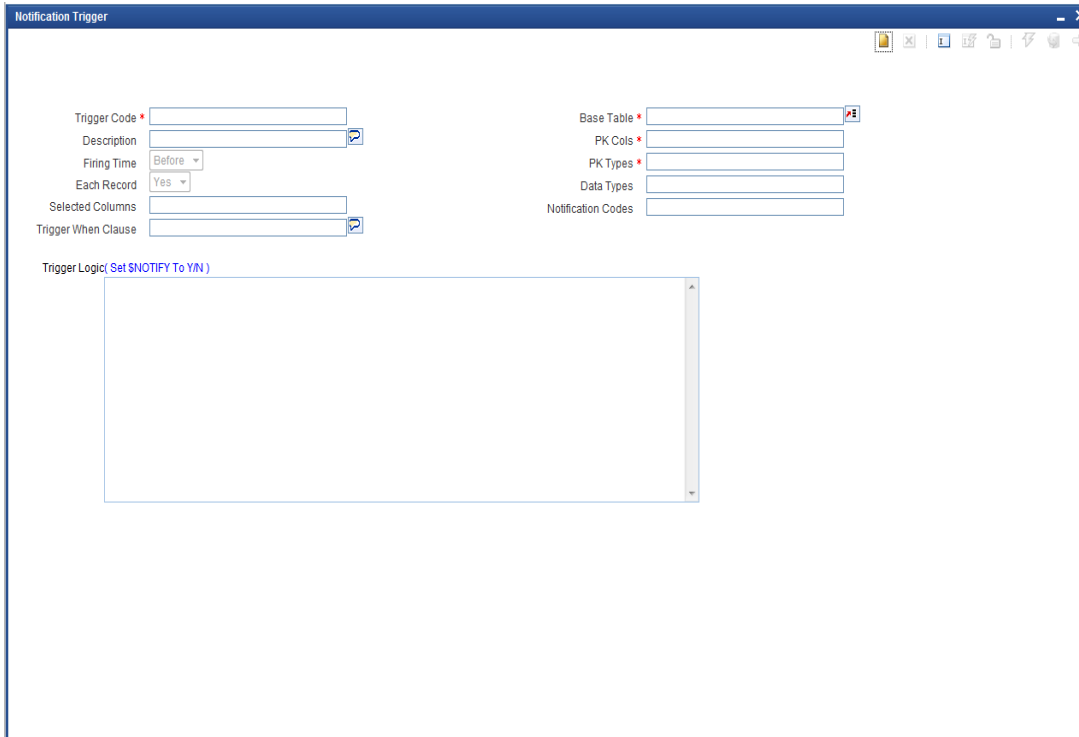 Notification Trigger
Trigger Code *
Description
Firing Time Before
Each Record Yes
Selected Columns
Trigger When Clause
Base Table *
PK Cols *
PK Types *
Data Types
Notification Codes
Trigger Logic( Set $NOTIFY To Y/N )